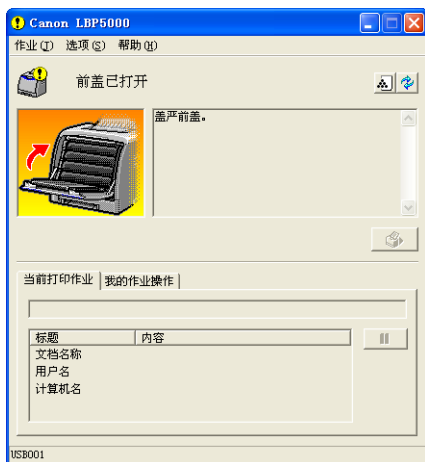 Canon LBP5000
作业(J) 选项(S) 帮助(H)
前盖已打开
盖严前盖。
当前打印作业 我的作业操作
标题 内容
文档名称
用户名
计算机名
USB001